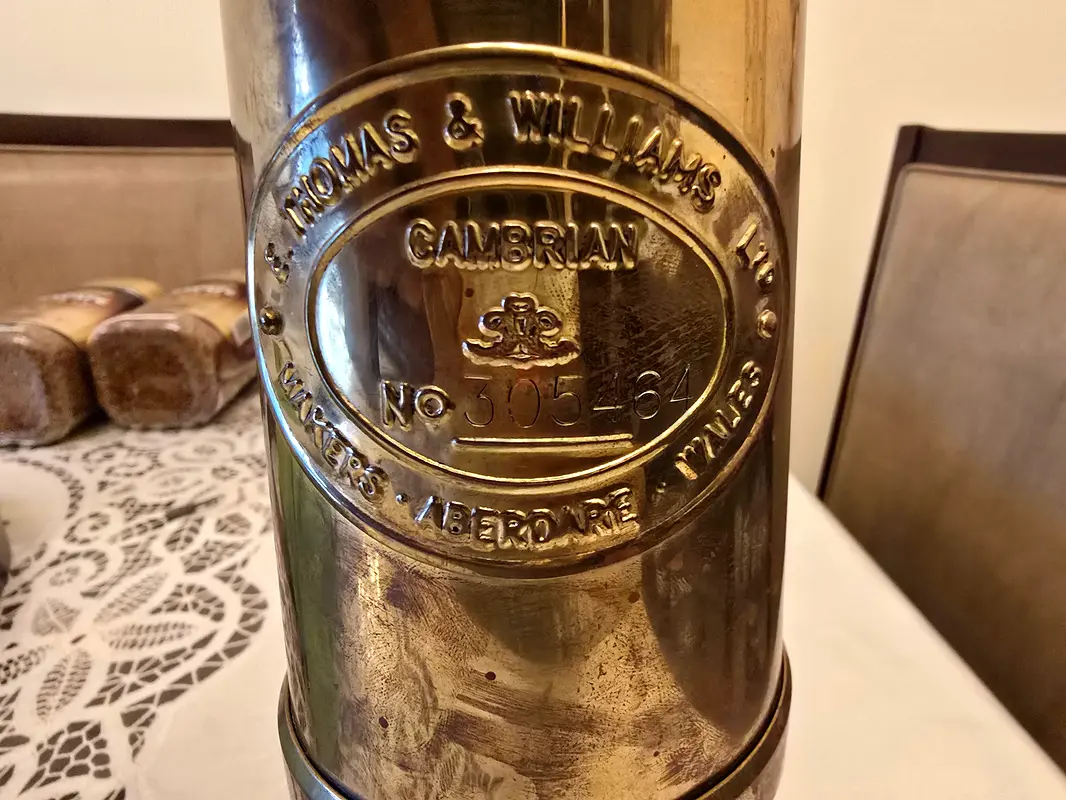 E. THOMAS & WILLIAMS LTD
CAMBRIAN
No 305464
MAKERS · ABERDARE · WALES